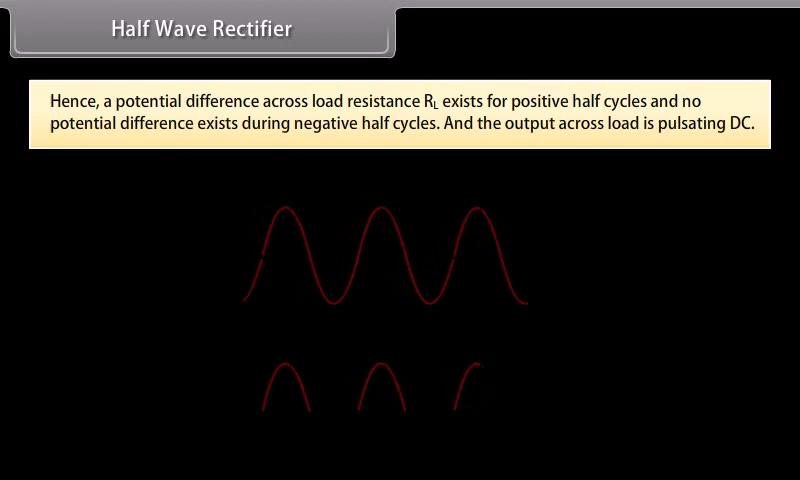 Half Wave Rectifier
Hence, a potential difference across load resistance RL exists for positive half cycles and no
potential difference exists during negative half cycles. And the output across load is pulsating DC.